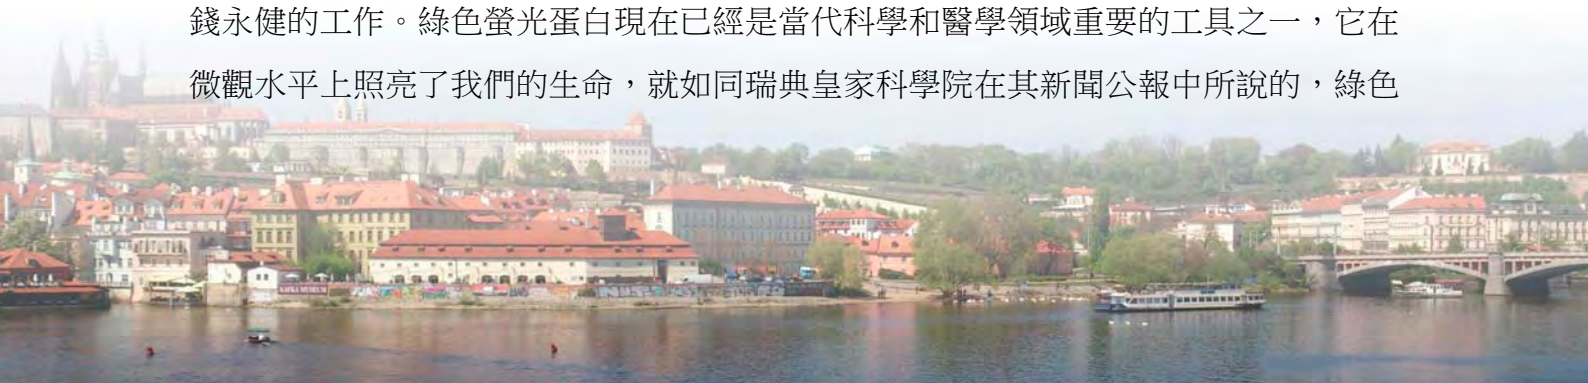 錢永健的工作。綠色螢光蛋白現在已經是當代科學和醫學領域重要的工具之一，它在
微觀水平上照亮了我們的生命，就如同瑞典皇家科學院在其新聞公報中所說的，綠色
KAFKA MUSEUM